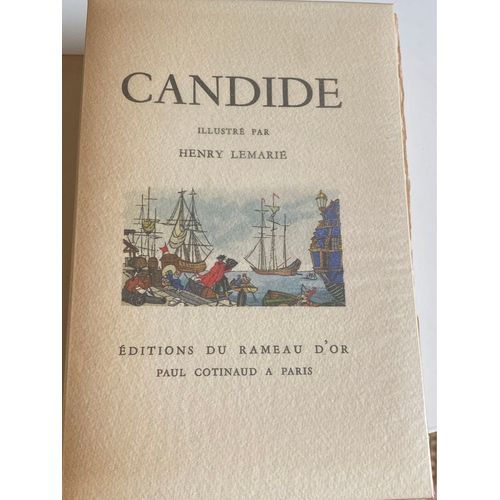 CANDIDE
ILLUSTRÉ PAR
HENRY LEMARIÉ
ÉDITIONS DU RAMEAU D'OR
PAUL COTINAUD A PARIS